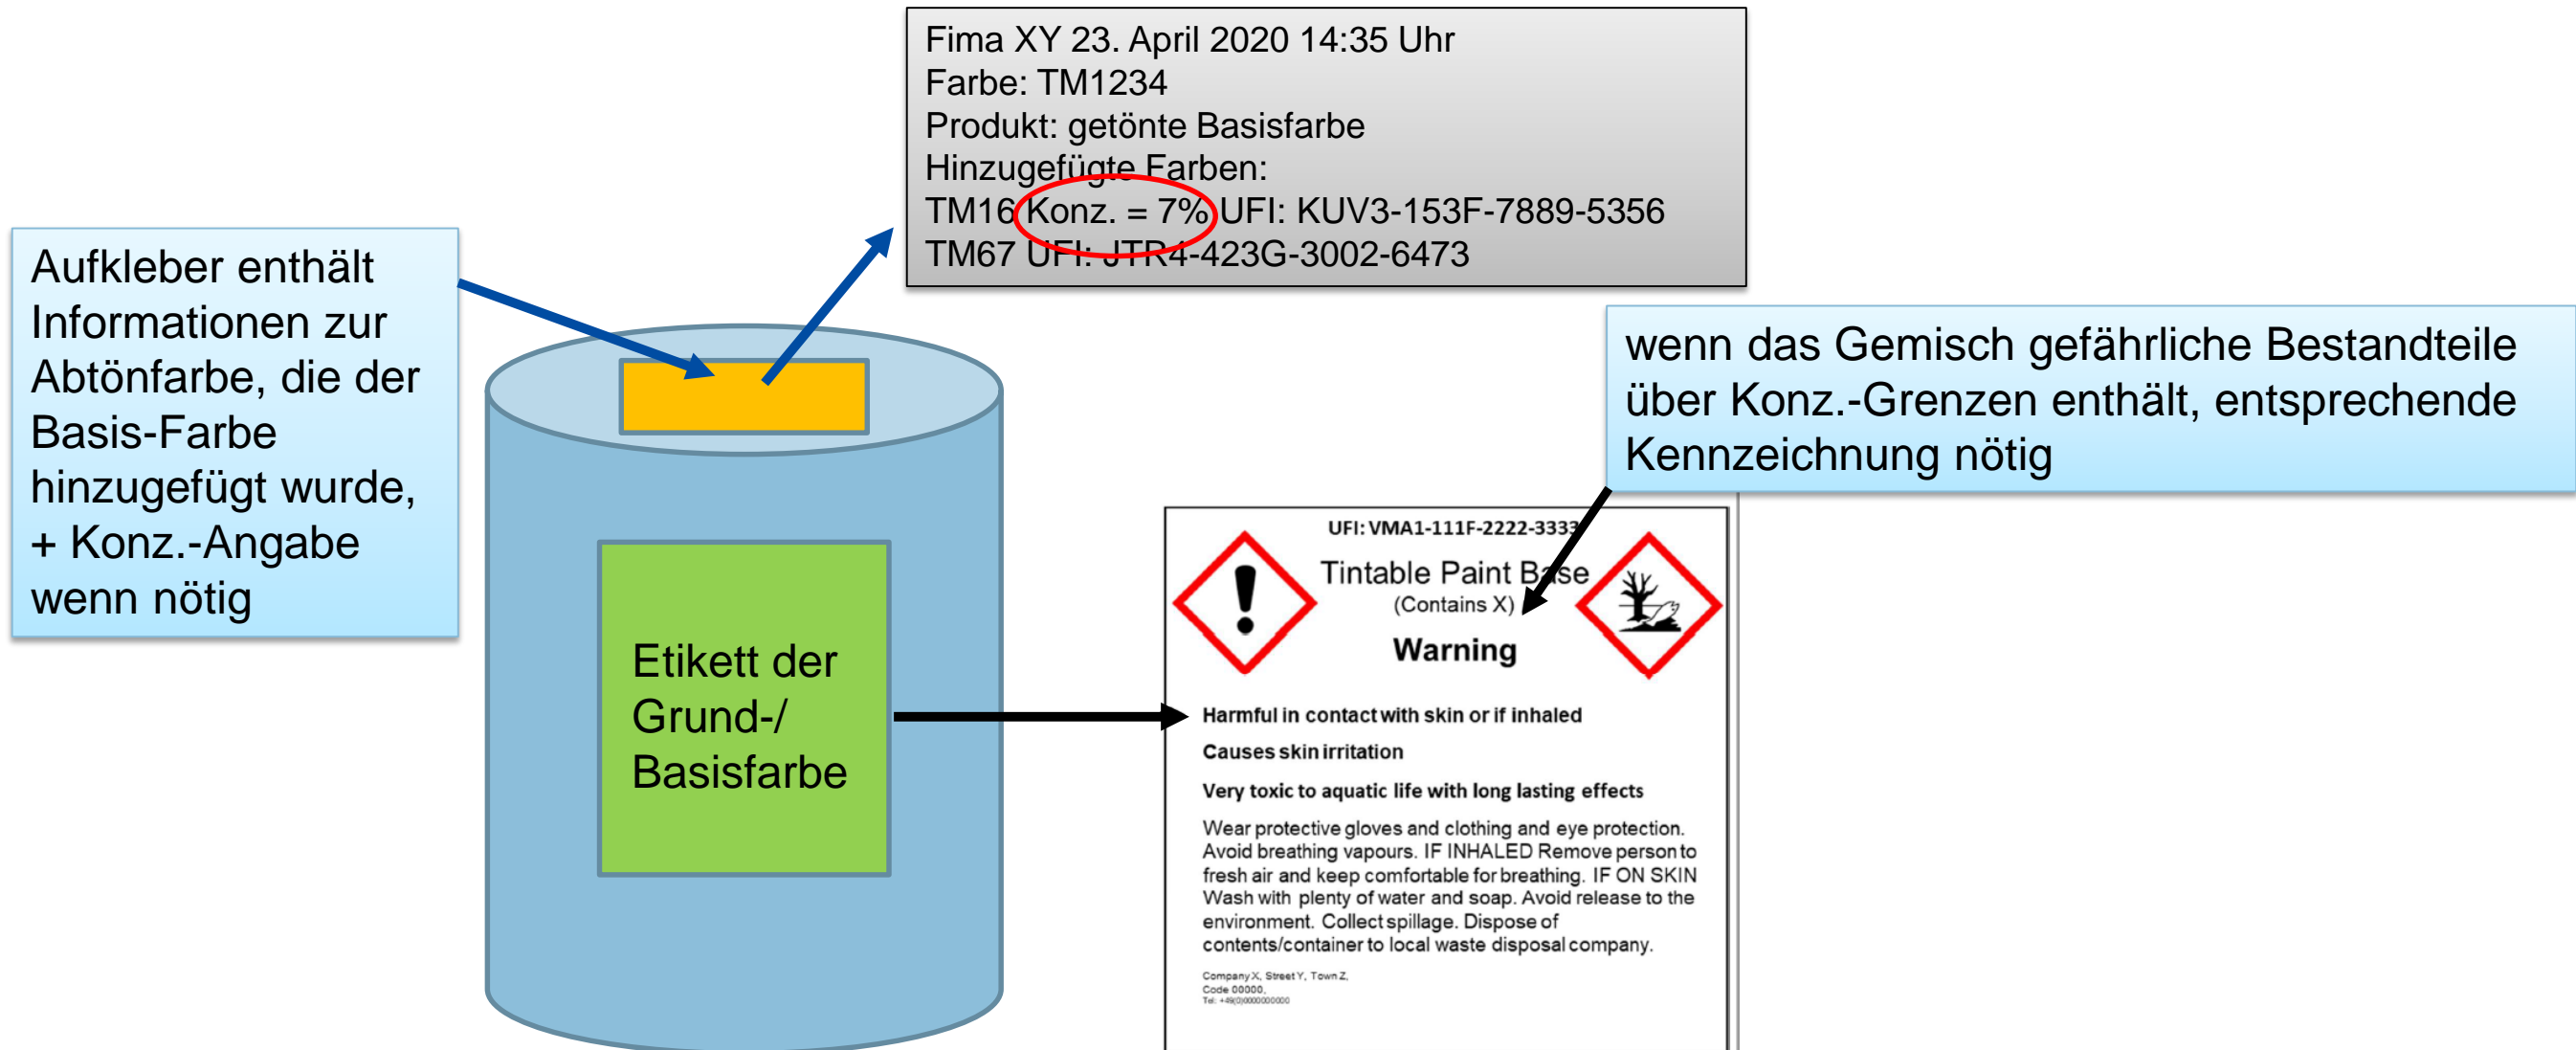 Fima XY 23. April 2020 14:35 Uhr
Farbe: TM1234
Produkt: getönte Basisfarbe
Hinzugefügte Farben:
TM16 Konz. = 7% UFI: KUV3-153F-7889-5356
TM67 UFI: JTR4-423G-3002-6473
Aufkleber enthält
Informationen zur
Abtönfarbe, die der
Basis-Farbe
hinzugefügt wurde,
+ Konz.-Angabe
wenn nötig
wenn das Gemisch gefährliche Bestandteile
über Konz.-Grenzen enthält, entsprechende
Kennzeichnung nötig
Etikett der
Grund-/
Basisfarbe
UFI: VMA1-111F-2222-3333
Tintable Paint Base
(Contains X)
Warning
Harmful in contact with skin or if inhaled
Causes skin irritation
Very toxic to aquatic life with long lasting effects
Wear protective gloves and clothing and eye protection.
Avoid breathing vapours. IF INHALED Remove person to
fresh air and keep comfortable for breathing. IF ON SKIN
Wash with plenty of water and soap. Avoid release to the
environment. Collect spillage. Dispose of
contents/container to local waste disposal company.
Company X, Street Y, Town Z,
Code 00000,
Tel: +49(0)0000000000